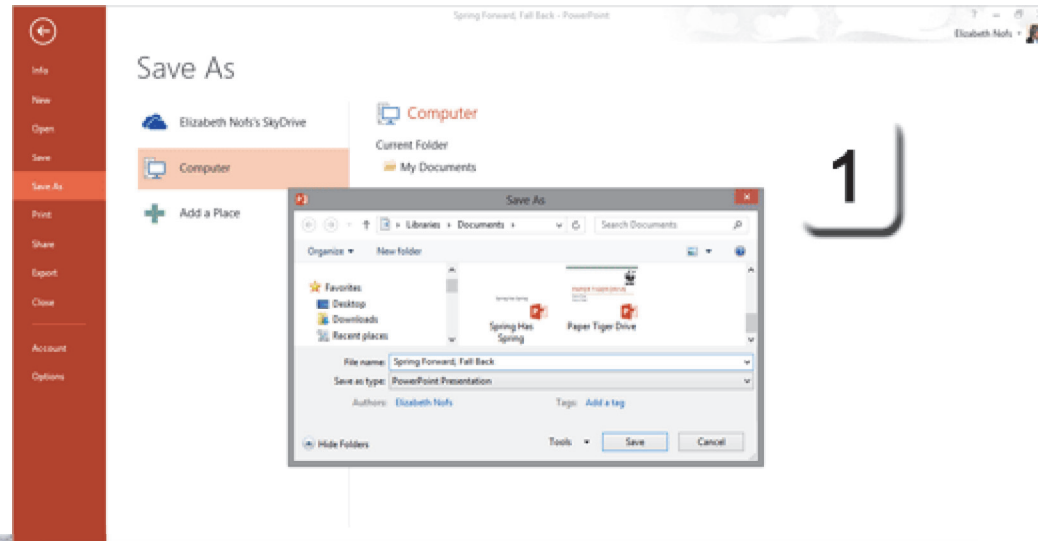 Spring Forward, Fall Back - PowerPoint
? – 
Elizabeth Nofs
Info
New
Open
Save
Save As
Print
Share
Export
Close
Account
Options
Save As
Elizabeth Nofs's SkyDrive
Computer
Add a Place
Computer
Current Folder
My Documents
1
Save As
Libraries Documents
Search Documents
Organize
New folder
Favorites
Desktop
Downloads
Recent places
Spring Has
Spring
PAPER TIGER DRIVE
Paper Tiger Drive
File name: Spring Forward, Fall Back
Save as type: PowerPoint Presentation
Authors: Elizabeth Nofs
Tags: Add a tag
Hide Folders
Tools
Save
Cancel